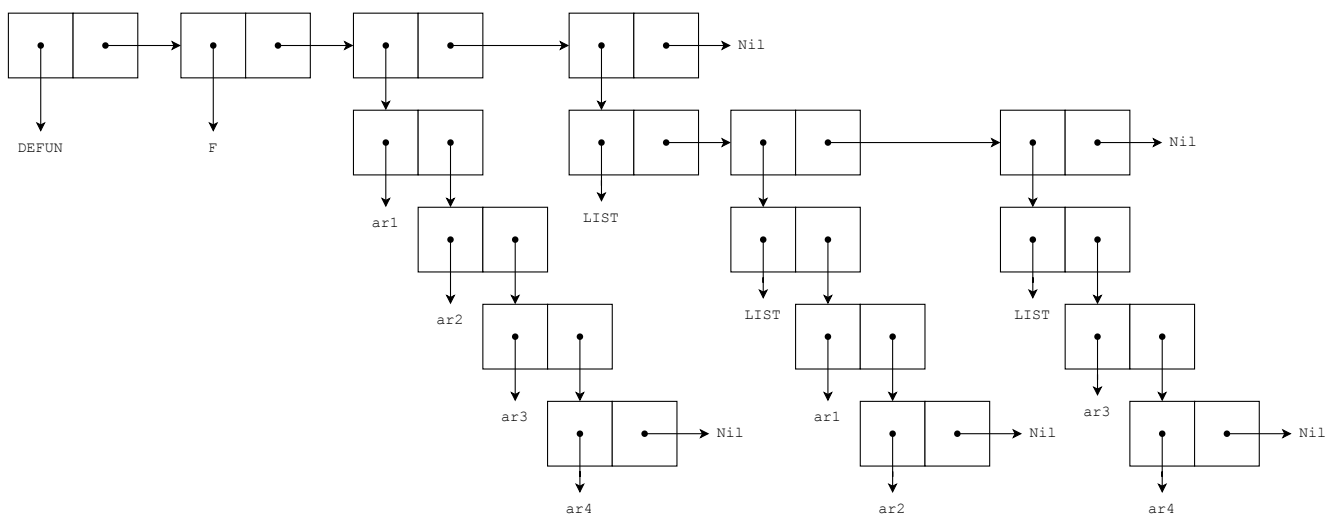 Nil
DEFUN
F
Nil
ar1
LIST
ar2
LIST
LIST
ar3
ar1
ar3
Nil
Nil
Nil
ar4
ar2
ar4